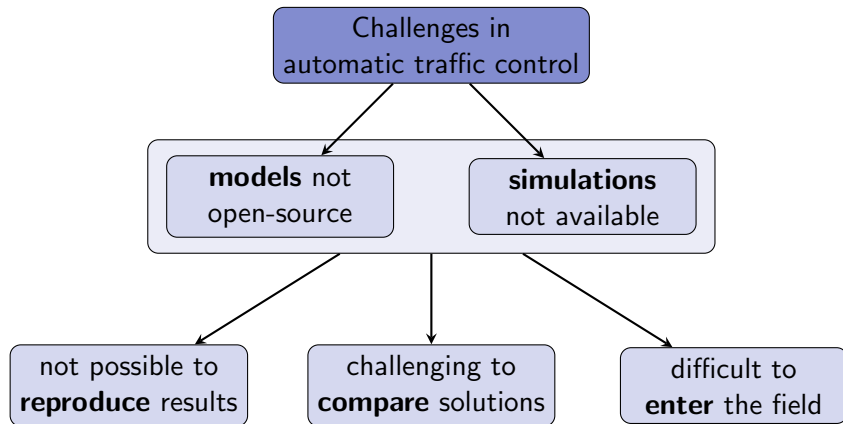 Challenges in
automatic traffic control
models not
open-source
simulations
not available
not possible to
reproduce results
challenging to
compare solutions
difficult to
enter the field